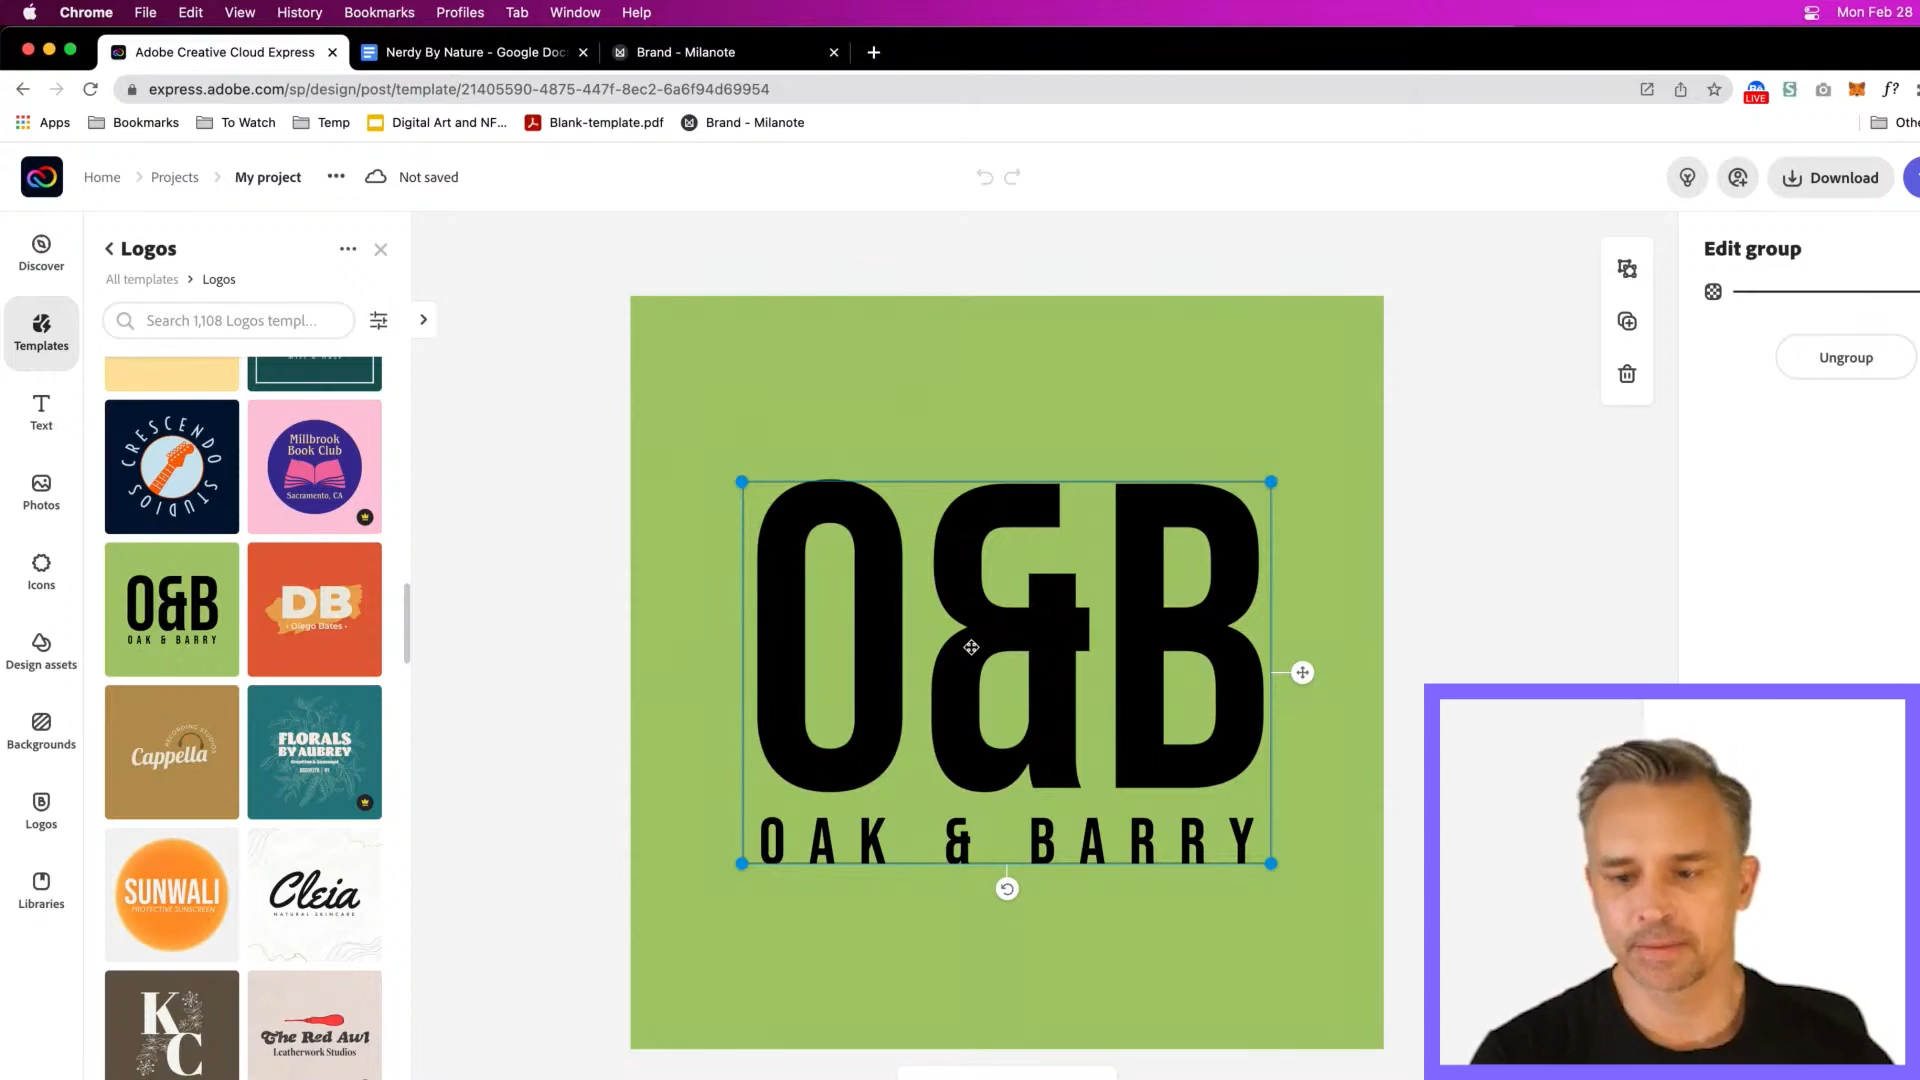 Chrome File Edit View History Bookmarks Profiles Tab Window Help Mon Feb 28
Adobe Creative Cloud Express Nerdy By Nature - Google Doc Brand - Milanote
express.adobe.com/sp/design/post/template/21405590-4875-447f-8ec2-6a6f94d69954
LIVE
f?
Apps Bookmarks To Watch Temp Digital Art and NF... Blank-template.pdf Brand - Milanote Othe
Home Projects My project Not saved Download
Discover
Templates
Text
Photos
Icons
Design assets
Backgrounds
Logos
Libraries
Logos
All templates > Logos
Search 1,108 Logos templ...
CRESCENDO STUDIOS
Millbrook
Book Club
Sacramento, CA
O&B
OAK & BARRY
DB
• Diego Bates •
RECORDING STUDIOS
Cappella
FLORALS
BY AUBREY
SUNWALI
PROTECTIVE SUNSCREEN
Cleia
NATURAL SKINCARE
K
C
The Red Awl
Leatherwork Studios
O&B
OAK & BARRY
Edit group
Ungroup